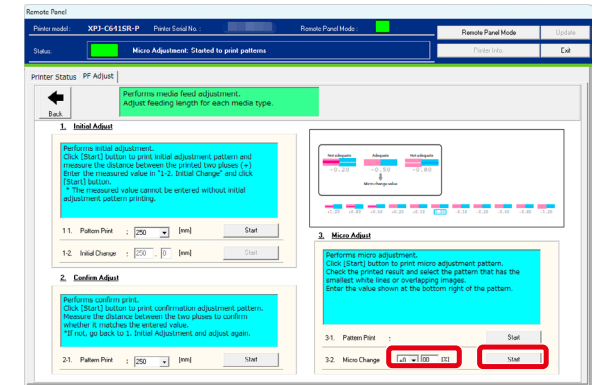 Remote Panel
Printer model : XPJ-C641SR-P Printer Serial No. : Remote Panel Mode :
Remote Panel Mode Update
Status: Micro Adjustment: Started to print patterns
Printer Info. Exit
Printer Status PF Adjust
Back
Performs media feed adjustment.
Adjust feeding length for each media type.
1. Initial Adjust
Performs initial adjustment.
Click [Start] button to print initial adjustment pattern and
measure the distance between the printed two pluses (+)
Enter the measured value in "1-2. Initial Change" and click
[Start] button.
* The measured value cannot be entered without initial
adjustment pattern printing.
1-1. Pattern Print : 250 [mm] Start
1-2. Initial Change : 250 . 0 [mm] Start
2. Confirm Adjust
Performs confirm print.
Click [Start] button to print confirmation adjustment pattern.
Measure the distance between the two pluses to confirm
whether it matches the entered value.
*If not, go back to 1. Initial Adjustment and adjust again.
2-1. Pattern Print : 250 [mm] Start
Not adequate Adequate Not adequate
-0.20 -0.50 -0.80
Micro change value
3. Micro Adjust
Performs micro adjustment.
Click [Start] button to print micro
adjustment pattern.
Check the printed result and select
the pattern that has the
smallest white lines or overlapping
images.
Enter the value shown at the bottom right of the pattern.
3-1. Pattern Print : Start
3-2. Micro Change +0 . 00 [%] Start